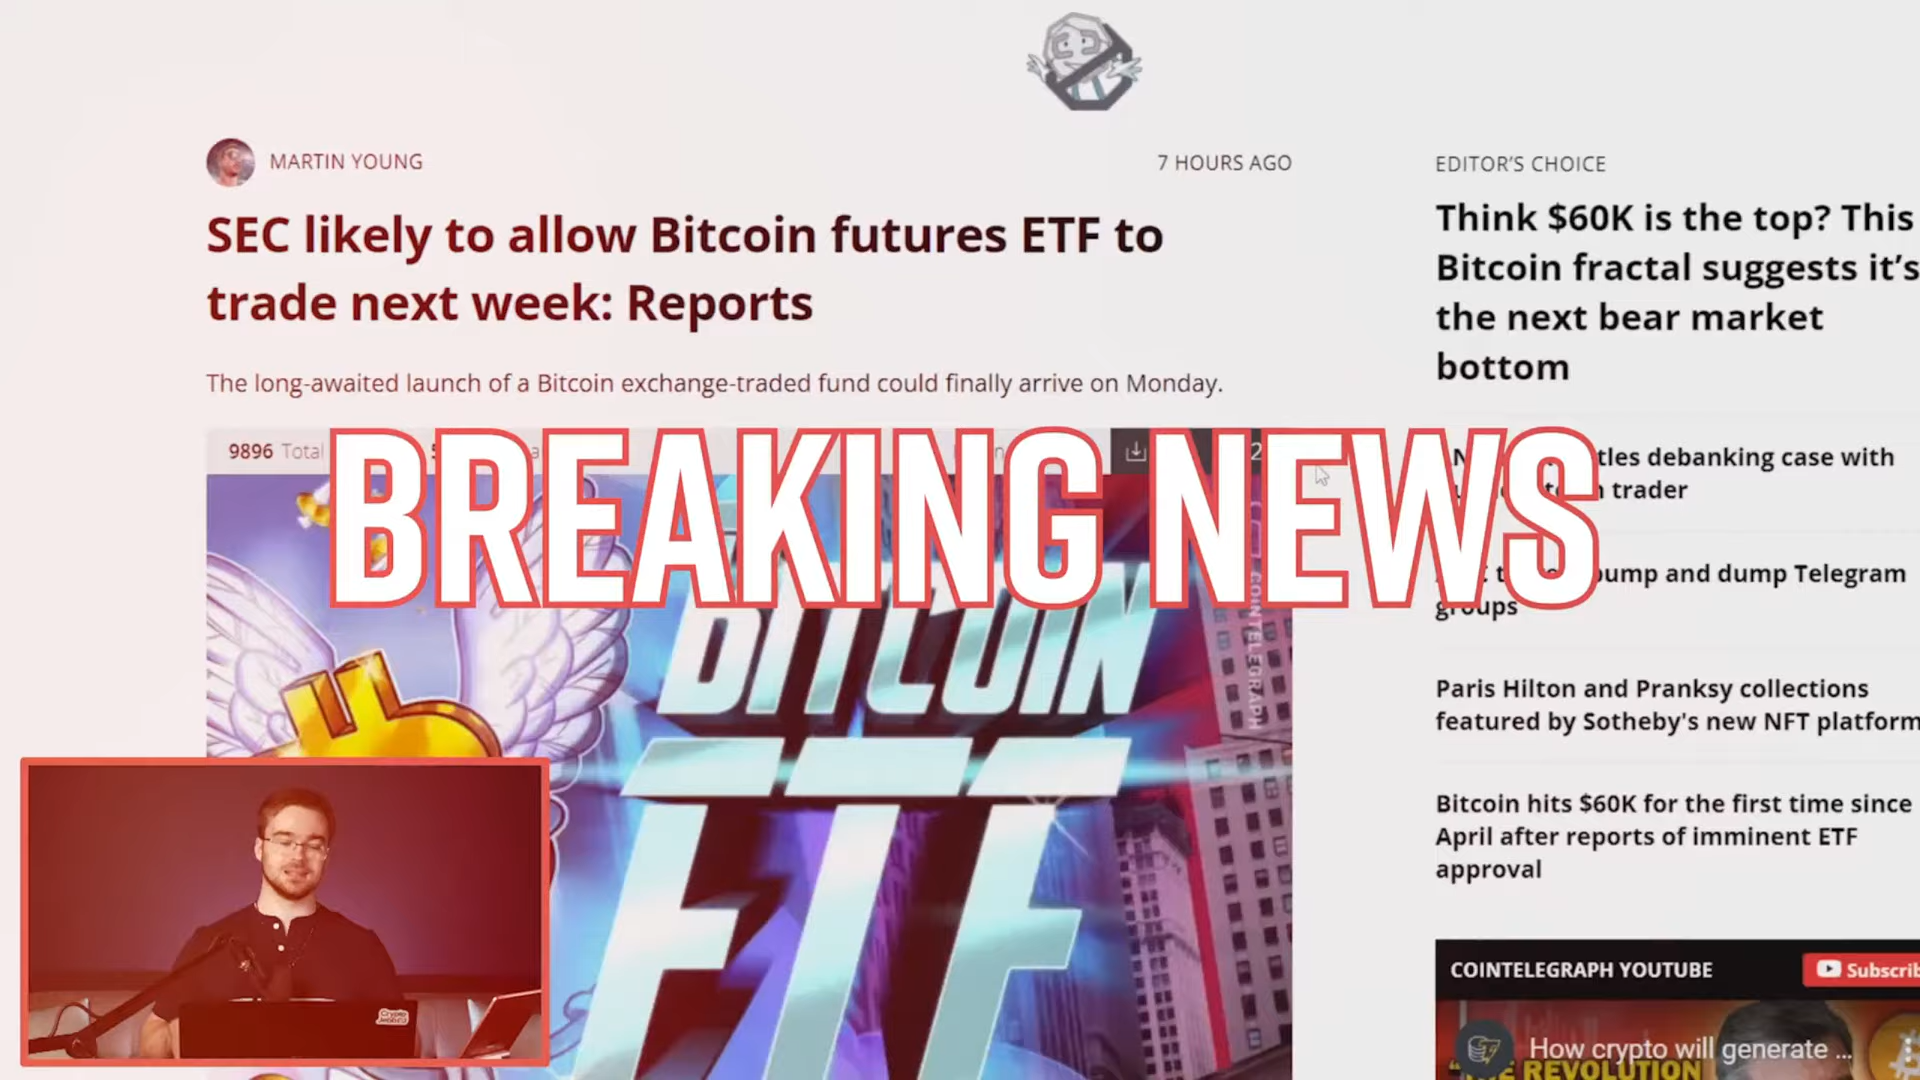 MARTIN YOUNG
7 HOURS AGO
SEC likely to allow Bitcoin futures ETF to
trade next week: Reports
The long-awaited launch of a Bitcoin exchange-traded fund could finally arrive on Monday.
9896 Total
BREAKING NEWS
BITCOIN
ETF
COINTELEGRAPH
EDITOR'S CHOICE
Think $60K is the top? This
Bitcoin fractal suggests it's
the next bear market
bottom
debanking case with
trader
pump and dump Telegram
groups
Paris Hilton and Pranksy collections
featured by Sotheby's new NFT platform
Bitcoin hits $60K for the first time since
April after reports of imminent ETF
approval
COINTELEGRAPH YOUTUBE
Subscrib
How crypto will generate ...
REVOLUTION